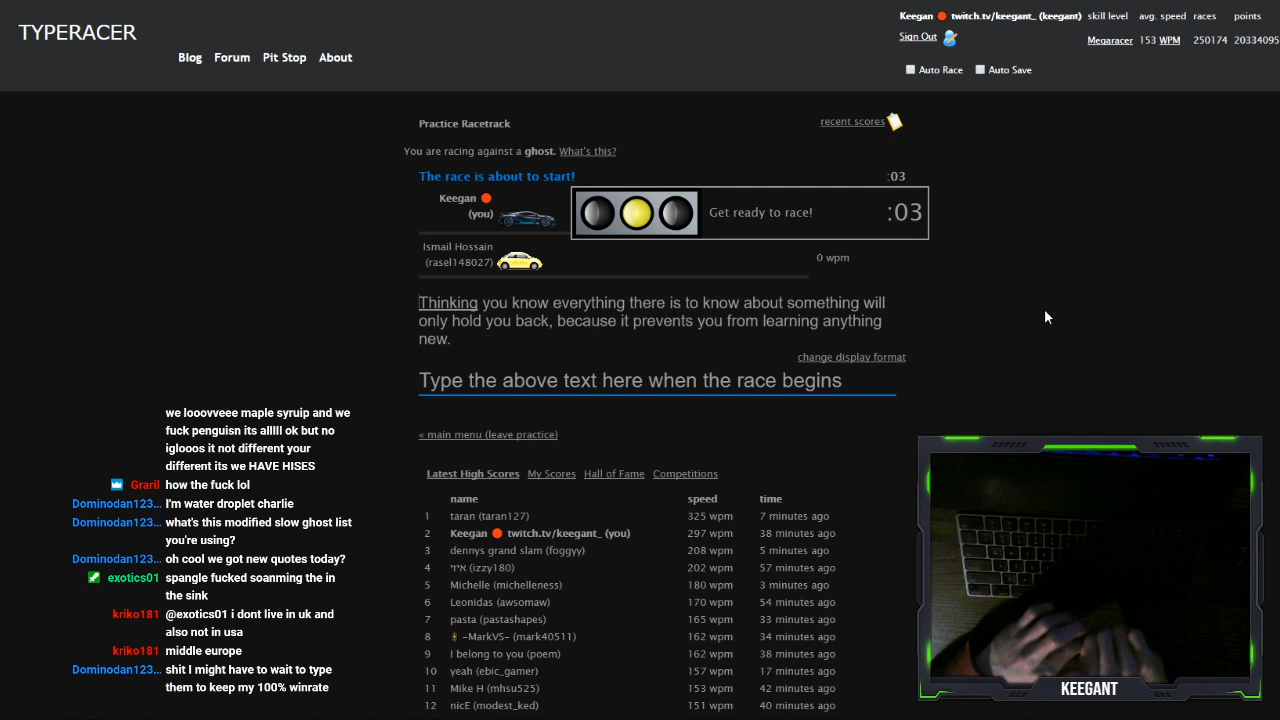 TYPERACER
Blog Forum Pit Stop About
Keegan twitch.tv/keegant_ (keegant) skill level avg. speed races points
Sign Out
Megaracer 153 WPM 250174 20334095
Auto Race Auto Save
Practice Racetrack
recent scores
You are racing against a ghost. What's this?
The race is about to start! :03
Keegan
(you)
Get ready to race! :03
Ismail Hossain
(rasel148027)
0 wpm
Thinking you know everything there is to know about something will
only hold you back, because it prevents you from learning anything
new.
change display format
Type the above text here when the race begins
« main menu (leave practice)
Latest High Scores My Scores Hall of Fame Competitions
name speed time
1 taran (taran127) 325 wpm 7 minutes ago
2 Keegan twitch.tv/keegant_ (you) 297 wpm 38 minutes ago
3 dennys grand slam (foggyy) 208 wpm 5 minutes ago
4 איזי (izzy180) 202 wpm 57 minutes ago
5 Michelle (michelleness) 180 wpm 3 minutes ago
6 Leonidas (awsomaw) 170 wpm 54 minutes ago
7 pasta (pastashapes) 165 wpm 33 minutes ago
8 ~MarkVS~ (mark40511) 162 wpm 34 minutes ago
9 I belong to you (poem) 162 wpm 38 minutes ago
10 yeah (ebic_gamer) 157 wpm 17 minutes ago
11 Mike H (mhsu525) 153 wpm 42 minutes ago
12 nicE (modest_ked) 151 wpm 40 minutes ago
we looovveee maple syruip and we
fuck penguisn its alllll ok but no
iglooos it not different your
different its we HAVE HISES
Graril how the fuck lol
Dominodan123... I'm water droplet charlie
Dominodan123... what's this modified slow ghost list
you're using?
Dominodan123... oh cool we got new quotes today?
exotics01 spangle fucked soanming the in
the sink
kriko181 @exotics01 i dont live in uk and
also not in usa
kriko181 middle europe
Dominodan123... shit I might have to wait to type
them to keep my 100% winrate
KEEGANT